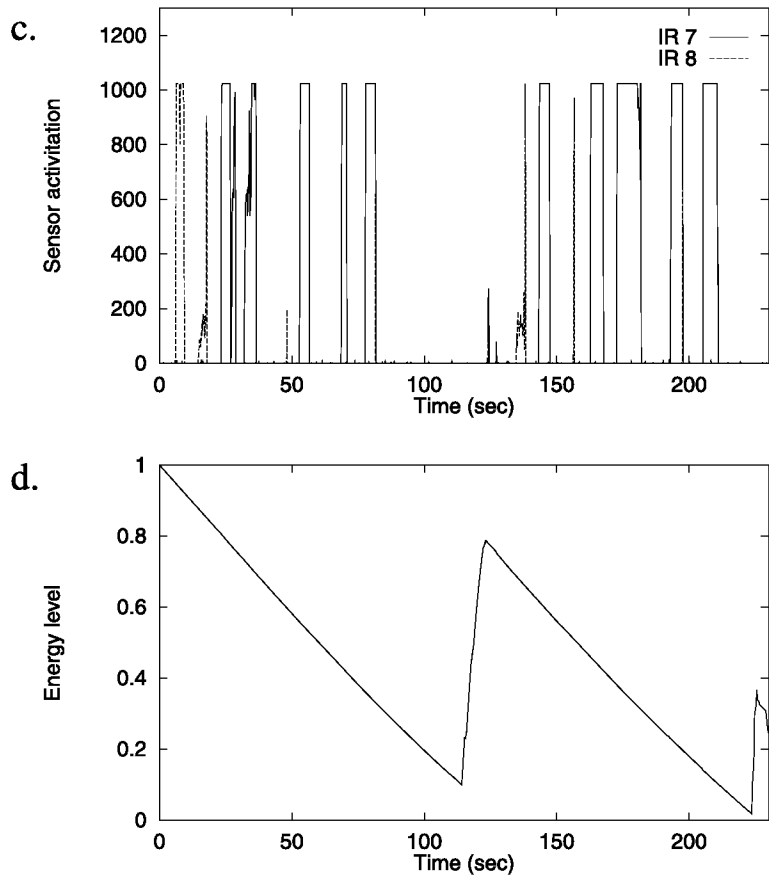 c.
1200
1000
800
600
400
200
0
Sensor activitation
IR 7
IR 8
0 50 100 150 200
Time (sec)
d.
1
0.8
0.6
0.4
0.2
0
Energy level
0 50 100 150 200
Time (sec)